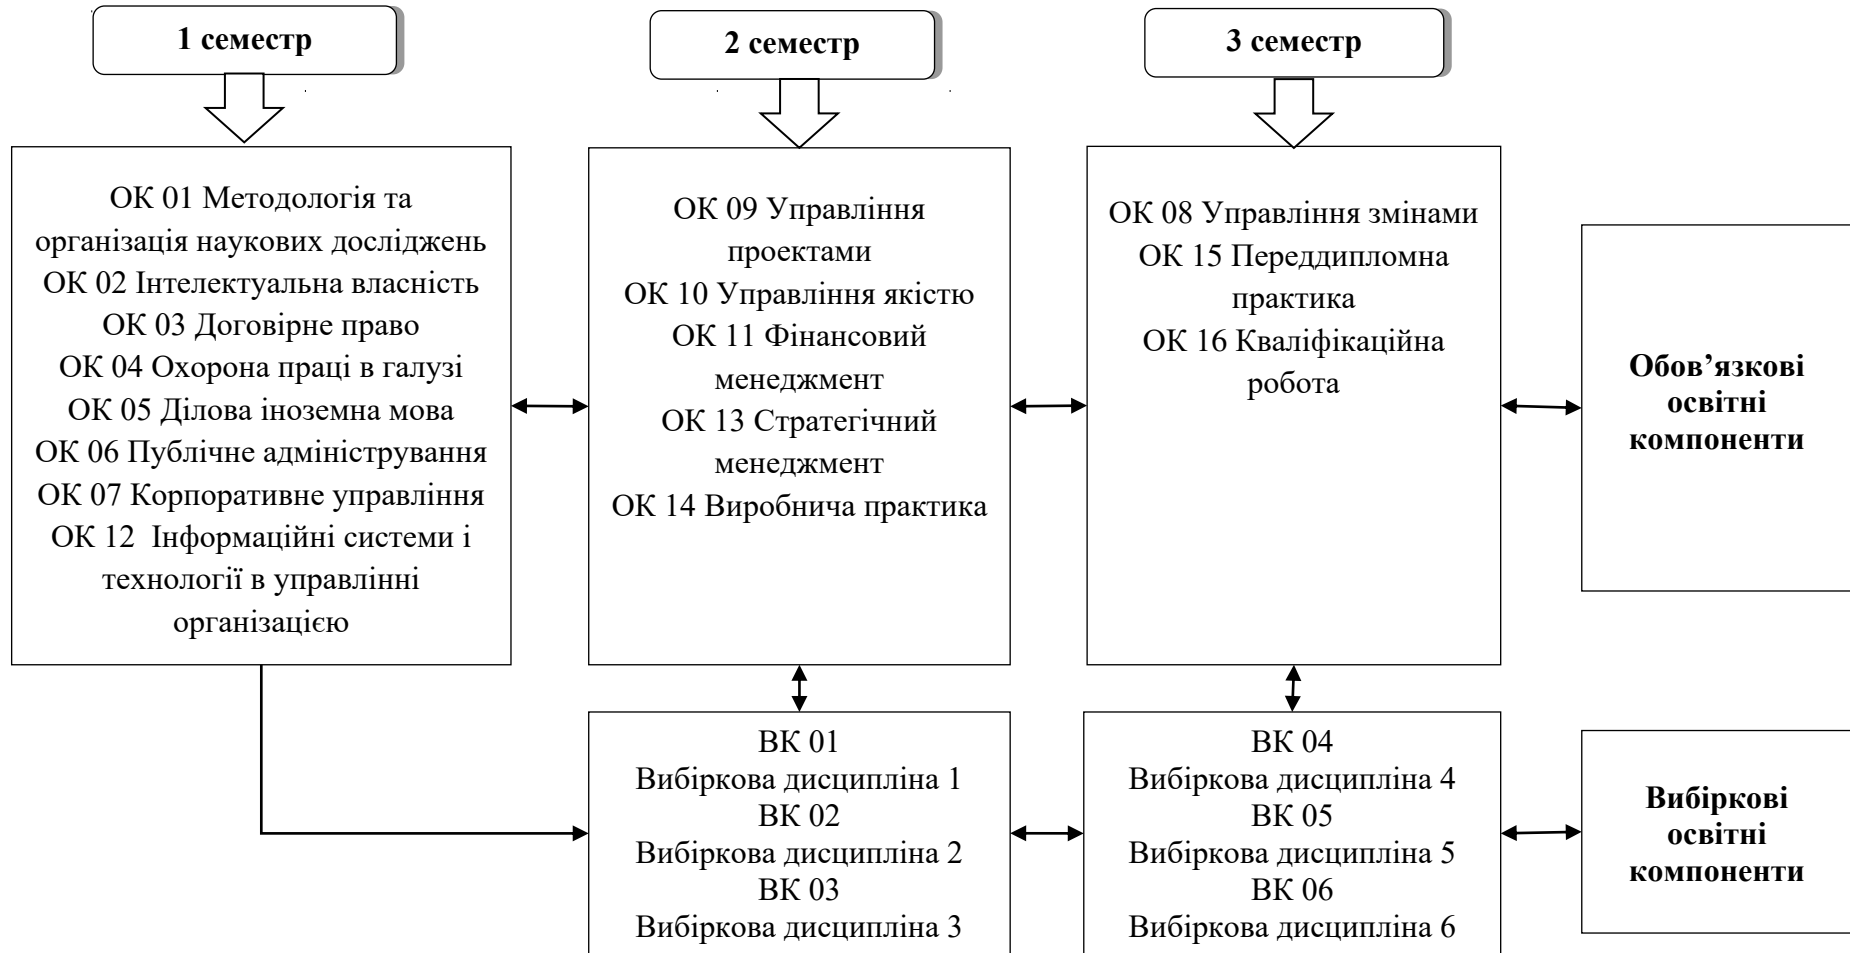 1 семестр
2 семестр
3 семестр
ОК 01 Методологія та
організація наукових досліджень
ОК 02 Інтелектуальна власність
ОК 03 Договірне право
ОК 04 Охорона праці в галузі
ОК 05 Ділова іноземна мова
ОК 06 Публічне адміністрування
ОК 07 Корпоративне управління
ОК 12  Інформаційні системи і
технології в управлінні
організацією
ОК 09 Управління
проектами
ОК 10 Управління якістю
ОК 11 Фінансовий
менеджмент
ОК 13 Стратегічний
менеджмент
ОК 14 Виробнича практика
ОК 08 Управління змінами
ОК 15 Переддипломна
практика
ОК 16 Кваліфікаційна
робота
Обов’язкові
освітні
компоненти
ВК 01
Вибіркова дисципліна 1
ВК 02
Вибіркова дисципліна 2
ВК 03
Вибіркова дисципліна 3
ВК 04
Вибіркова дисципліна 4
ВК 05
Вибіркова дисципліна 5
ВК 06
Вибіркова дисципліна 6
Вибіркові
освітні
компоненти